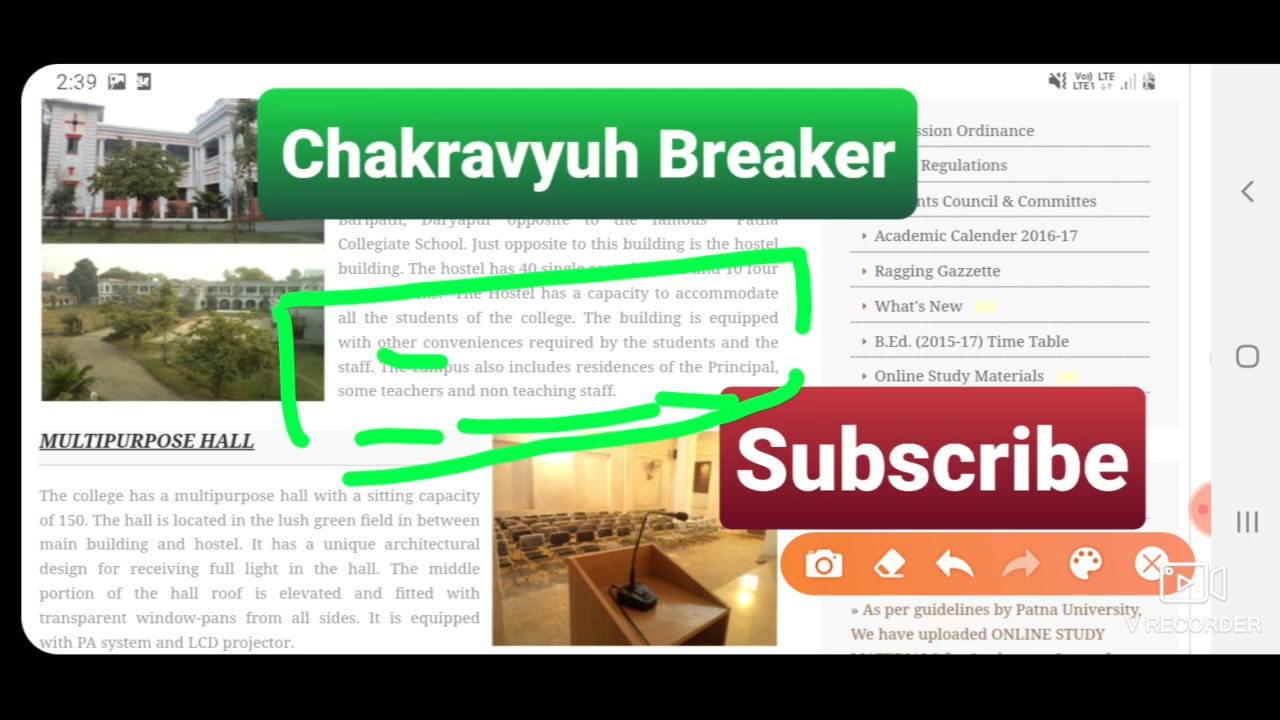 2:39
Vo)) LTE
LTE1
Chakravyuh Breaker
ssion Ordinance
Regulations
nts Council & Committes
Academic Calender 2016-17
Ragging Gazzette
What's New
B.Ed. (2015-17) Time Table
Online Study Materials
Baripath, Daryapur opposite to the famous Patna
Collegiate School. Just opposite to this building is the hostel
building. The hostel has 40 single and 10 four
The Hostel has a capacity to accommodate
all the students of the college. The building is equipped
with other conveniences required by the students and the
staff. The campus also includes residences of the Principal,
some teachers and non teaching staff.
MULTIPURPOSE HALL
The college has a multipurpose hall with a sitting capacity
of 150. The hall is located in the lush green field in between
main building and hostel. It has a unique architectural
design for receiving full light in the hall. The middle
portion of the hall roof is elevated and fitted with
transparent window-pans from all sides. It is equipped
with PA system and LCD projector.
Subscribe
» As per guidelines by Patna University,
We have uploaded ONLINE STUDY
V RECORDER